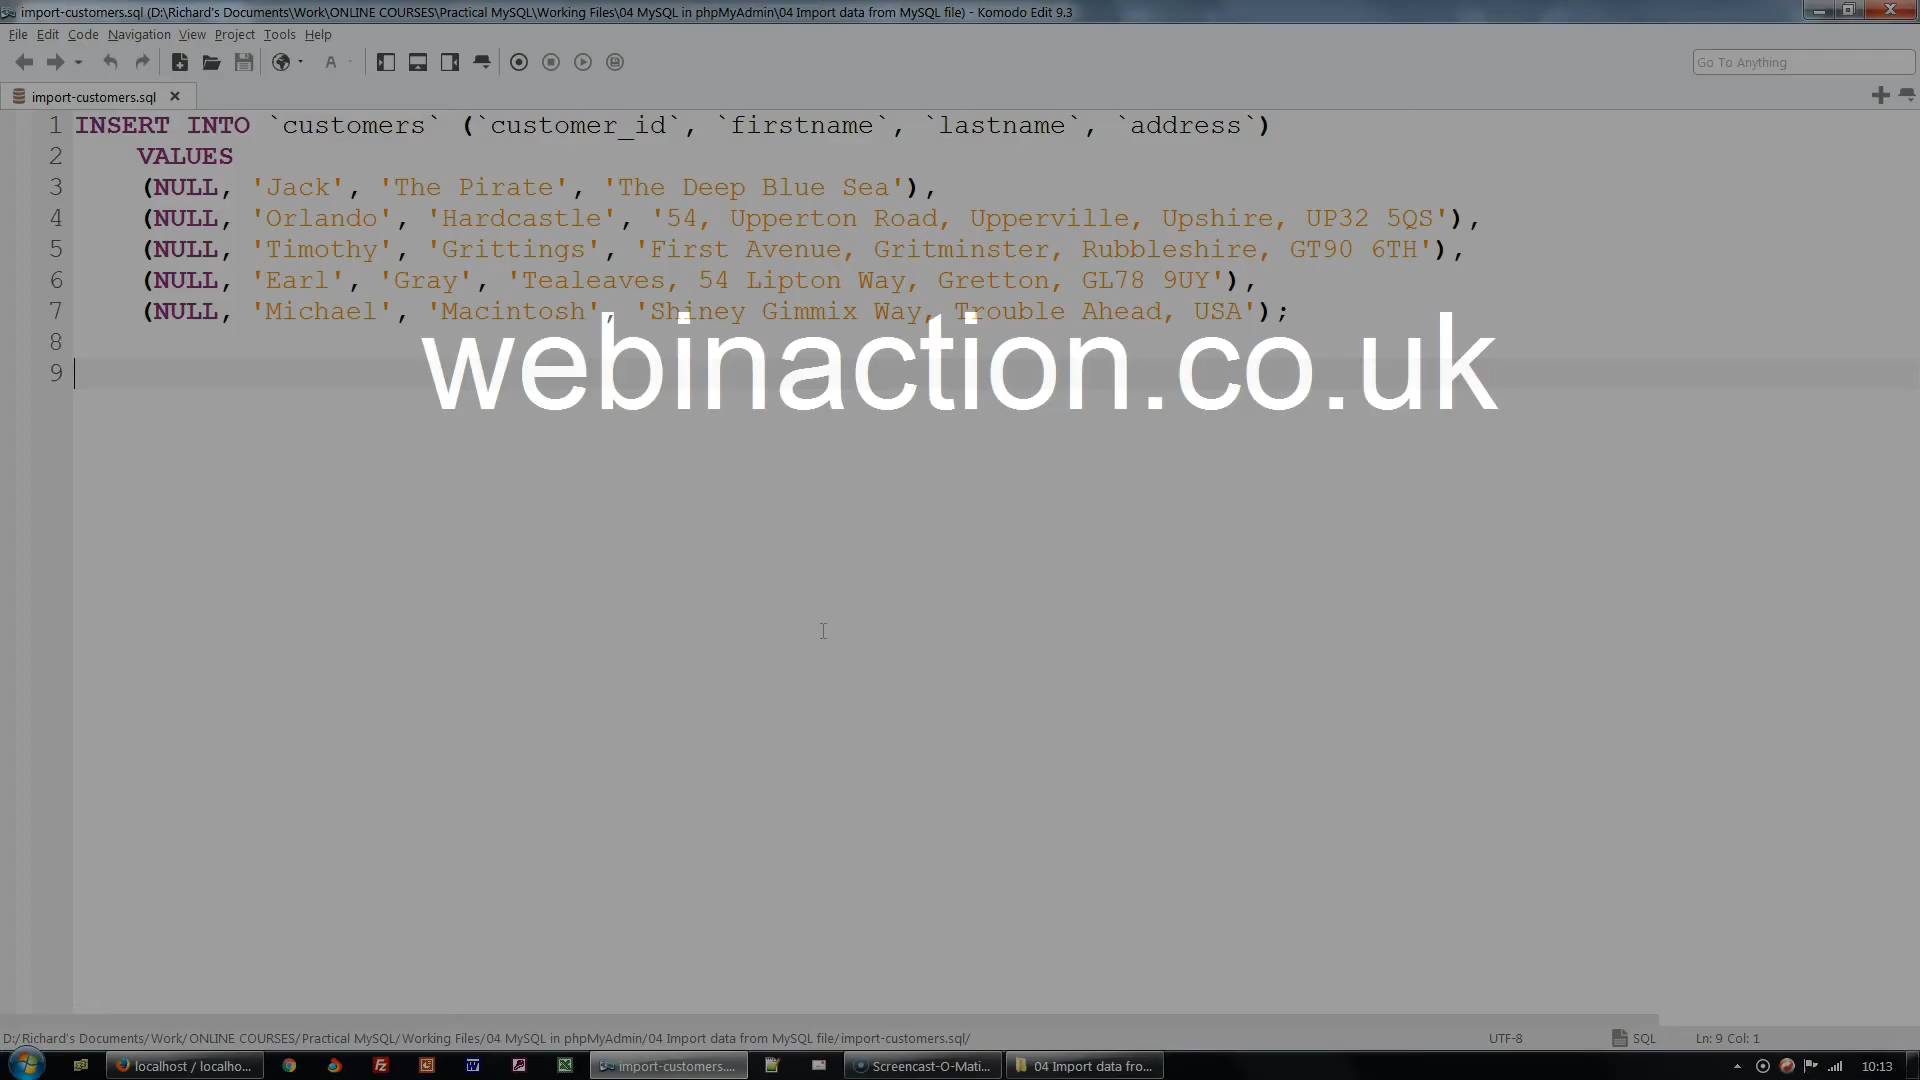 import-customers.sql (D:\Richard's Documents\Work\ONLINE COURSES\Practical MySQL\Working Files\04 MySQL in phpMyAdmin\04 Import data from MySQL file) - Komodo Edit 9.3
File Edit Code Navigation View Project Tools Help
Go To Anything
import-customers.sql
1 INSERT INTO `customers` (`customer_id`, `firstname`, `lastname`, `address`)
2 VALUES
3 (NULL, 'Jack', 'The Pirate', 'The Deep Blue Sea'),
4 (NULL, 'Orlando', 'Hardcastle', '54, Upperton Road, Upperville, Upshire, UP32 5QS'),
5 (NULL, 'Timothy', 'Grittings', 'First Avenue, Gritminster, Rubbleshire, GT90 6TH'),
6 (NULL, 'Earl', 'Gray', 'Tealeaves, 54 Lipton Way, Gretton, GL78 9UY'),
7 (NULL, 'Michael', 'Macintosh', 'Shiney Gimmix Way, Trouble Ahead, USA');
8
9
webinaction.co.uk
D:/Richard's Documents/Work/ONLINE COURSES/Practical MySQL/Working Files/04 MySQL in phpMyAdmin/04 Import data from MySQL file/import-customers.sql/
UTF-8 SQL Ln: 9 Col: 1
localhost / localho... import-customers.... Screencast-O-Mati... 04 Import data fro... 10:13